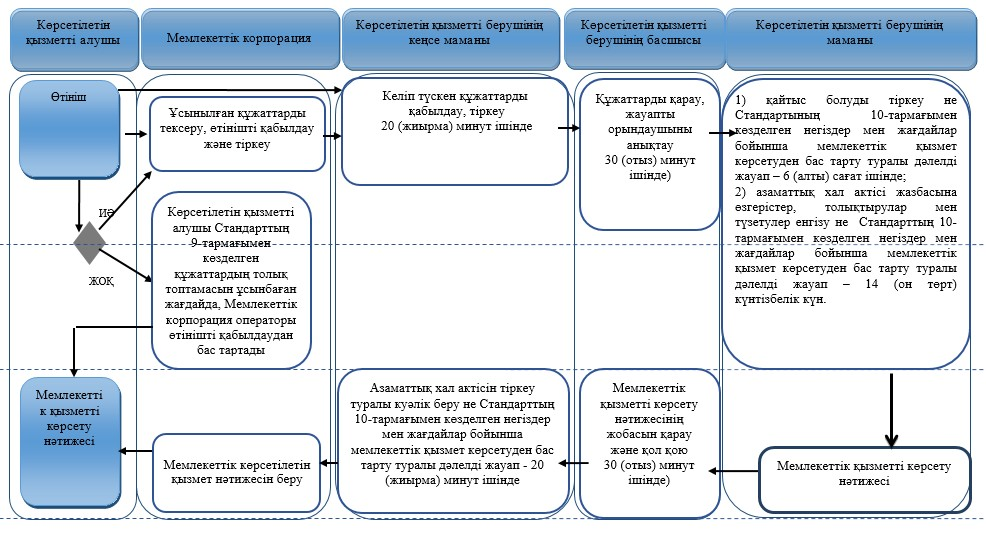 Көрсетілетін
қызметті алушы
Мемлекеттік корпорация
Көрсетілетін қызметті берушінің
кеңсе маманы
Көрсетілетін қызметті
берушінің басшысы
Көрсетілетін қызметті берушінің
маманы
Өтініш
Ұсынылған құжаттарды
тексеру, өтінішті қабылдау
және тіркеу
Келіп түскен құжаттарды
қабылдау, тіркеу
20 (жиырма) минут ішінде
Құжаттарды қарау,
жауапты
орындаушыны
анықтау
30 (отыз) минут
ішінде)
1) қайтыс болуды тіркеу не
Стандартының 10-тармағымен
көзделген негіздер мен жағдайлар
бойынша мемлекеттік қызмет
көрсетуден бас тарту туралы дәлелді
жауап – 6 (алты) сағат ішінде;
2) азаматтық хал актісі жазбасына
өзгерістер, толықтырулар мен
түзетулер енгізу не Стандарттың 10-
тармағымен көзделген негіздер мен
жағдайлар бойынша мемлекеттік
қызмет көрсетуден бас тарту туралы
дәлелді жауап – 14 (он төрт)
күнтізбелік күн.
ИӘ
ЖОҚ
Көрсетілетін қызметті
алушы Стандарттың
9-тармағымен
көзделген
құжаттардың толық
топтамасын ұсынбаған
жағдайда, Мемлекеттік
корпорация операторы
өтінішті қабылдаудан
бас тартады
Мемлекетті
к қызметті
көрсету
нәтижесі
Мемлекеттік көрсетілетін
қызмет нәтижесін беру
Азаматтық хал актісін тіркеу
туралы куәлік беру не Стандарттың
10-тармағымен көзделген негіздер
мен жағдайлар бойынша
мемлекеттік қызмет көрсетуден бас
тарту туралы дәлелді жауап - 20
(жиырма) минут ішінде
Мемлекеттік
қызметті көрсету
нәтижесінің
жобасын қарау
және қол қою
30 (отыз) минут
ішінде)
Мемлекеттік қызметті көрсету
нәтижесі